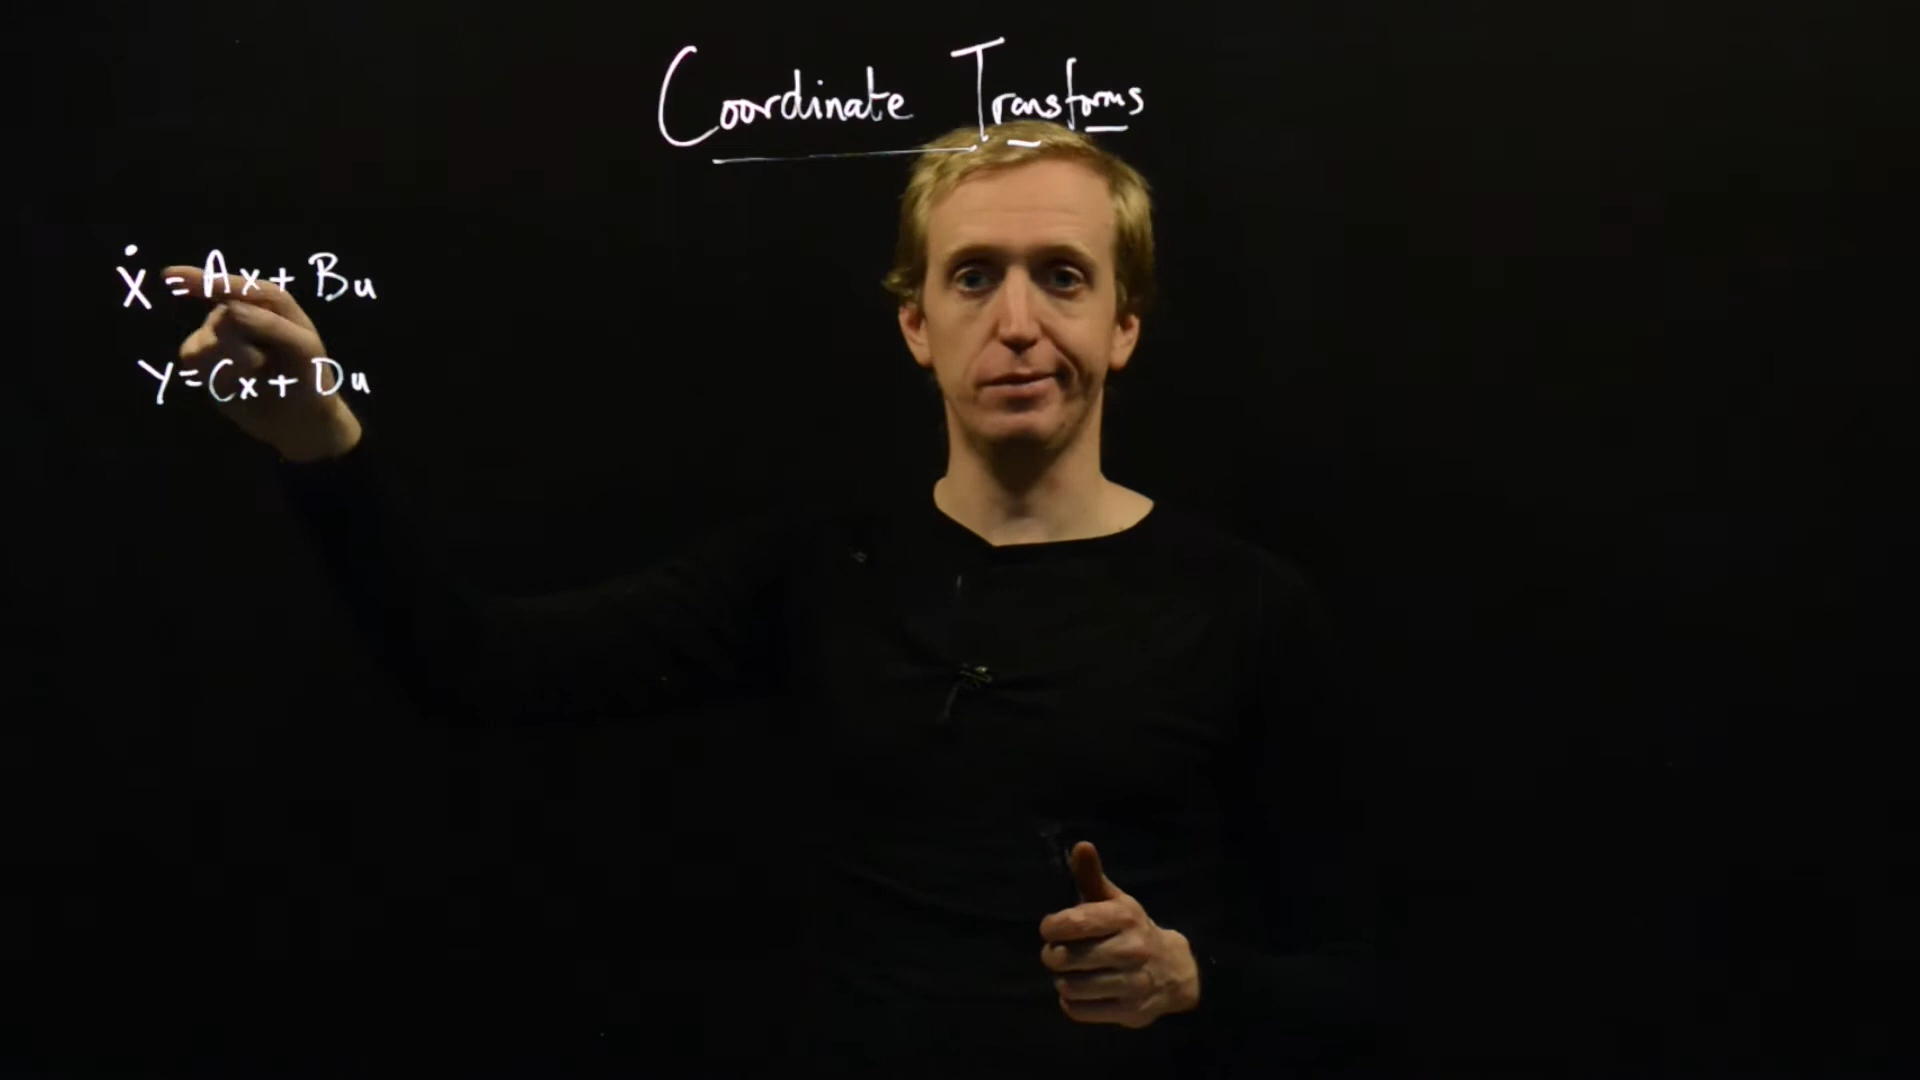 Coordinate Transforms
ẋ = Ax + Bu
y = Cx + Du